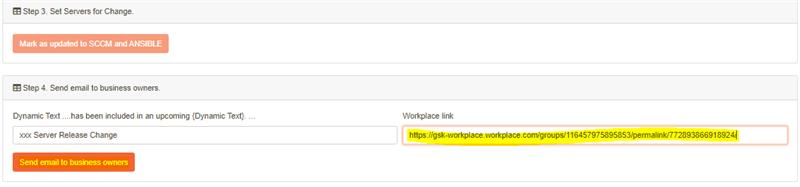 Step 3. Set Servers for Change.
Mark as updated to SCCM and ANSIBLE
Step 4. Send email to business owners.
Dynamic Text ....has been included in an upcoming {Dynamic Text}. ...
Workplace link
xxx Server Release Change
https://gsk-workplace.workplace.com/groups/116457975895853/permalink/772893866918924/
Send email to business owners